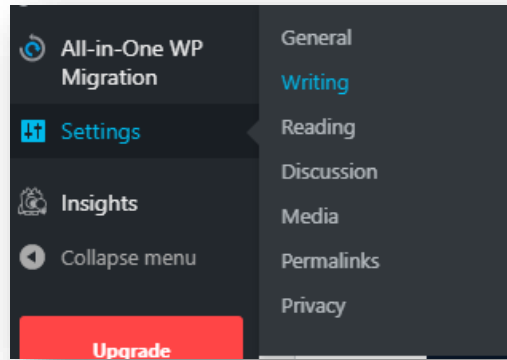 All-in-One WP
Migration
Settings
Insights
Collapse menu
Upgrade
General
Writing
Reading
Discussion
Media
Permalinks
Privacy